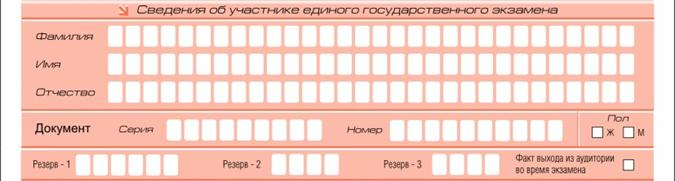 Сведения об участнике единого государственного экзамена
Фамилия
Имя
Отчество
Документ Серия Номер Пол
Ж М
Резерв - 1 Резерв - 2 Резерв - 3 Факт выхода из аудитории
во время экзамена